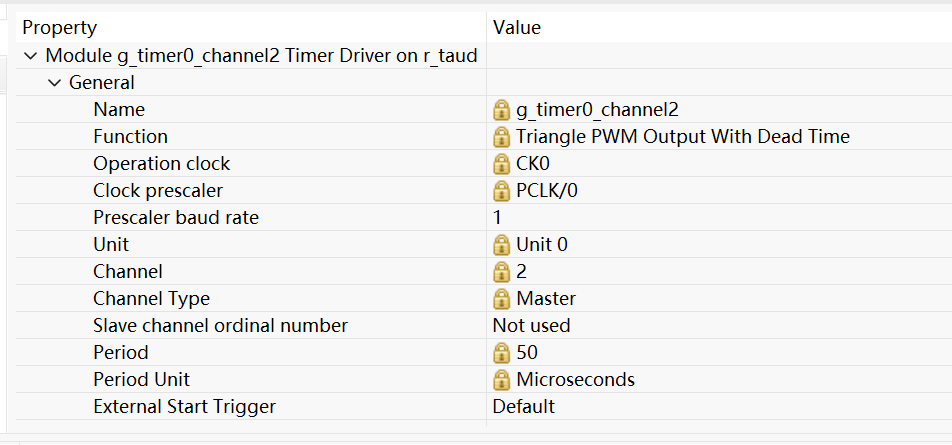 Property Value
Module g_timer0_channel2 Timer Driver on r_taud
General
Name g_timer0_channel2
Function Triangle PWM Output With Dead Time
Operation clock CK0
Clock prescaler PCLK/0
Prescaler baud rate 1
Unit Unit 0
Channel 2
Channel Type Master
Slave channel ordinal number Not used
Period 50
Period Unit Microseconds
External Start Trigger Default